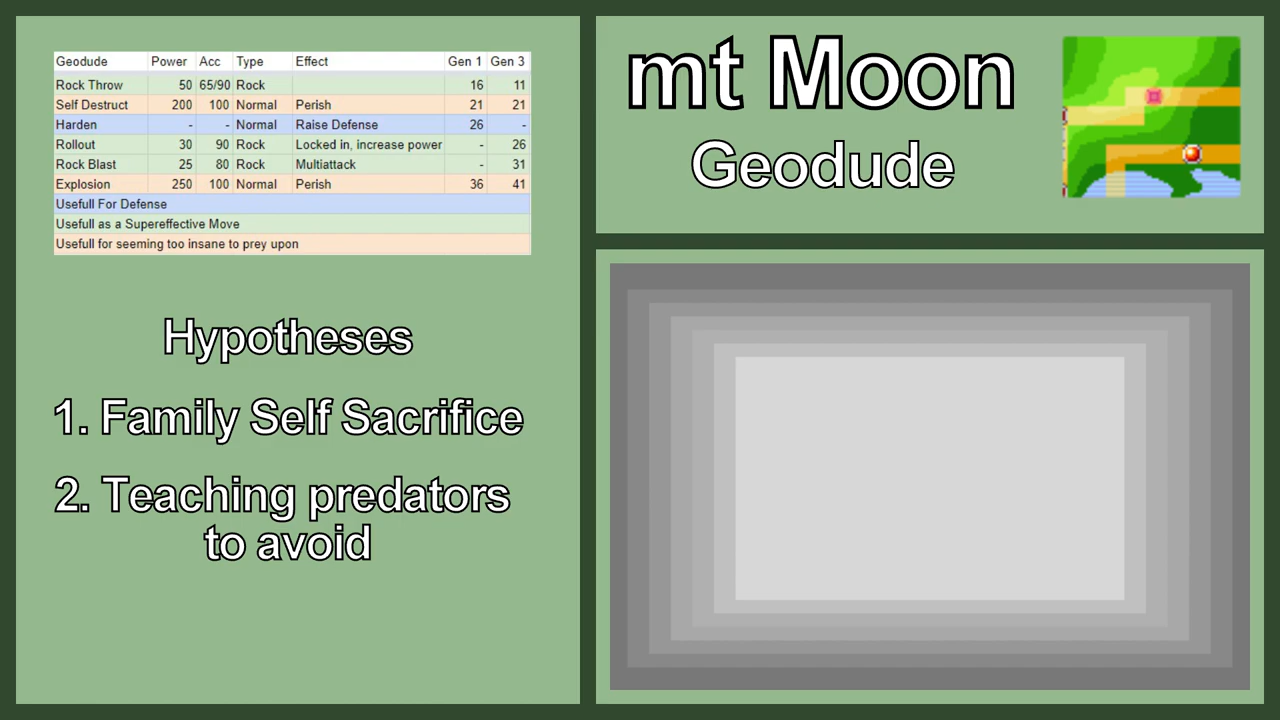 Geodude Power Acc Type Effect Gen 1 Gen 3
Rock Throw 50 65/90 Rock 16 11
Self Destruct 200 100 Normal Perish 21 21
Harden - - Normal Raise Defense 26 -
Rollout 30 90 Rock Locked in, increase power - 26
Rock Blast 25 80 Rock Multiattack - 31
Explosion 250 100 Normal Perish 36 41
Usefull For Defense
Usefull as a Supereffective Move
Usefull for seeming too insane to prey upon
Hypotheses
1. Family Self Sacrifice
2. Teaching predators
to avoid
mt Moon
Geodude